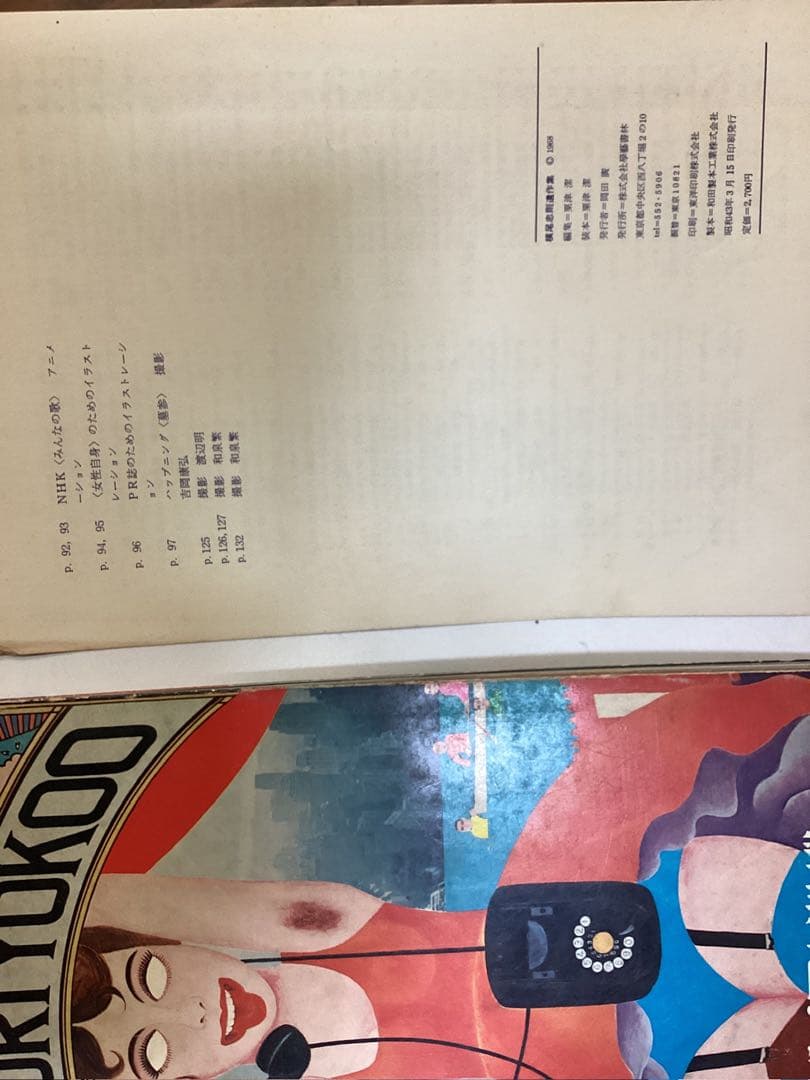 p. 92, 93 NHK〈みんなの歌〉 アニメ
ーション
p. 94, 95 〈女性自身〉のためのイラスト
レーション
p. 96 PR誌のためのイラストレーシ
ョン
p. 97 ハップニング〈墓参〉 撮影
吉岡康弘
p.125 撮影 渡辺明
p.126,127 撮影 和泉繁
p.132 撮影 和泉繁
横尾忠則遺作集 © 1968
編集=粟津 潔
装本=粟津 潔
発行者=岡田
発行所=株式会社學藝書林
東京都中央区西八丁堀2の10
tel=552・5906
振替=東京10821
印刷=東洋印刷株式会社
製本=和田製本工業株式会社
昭和43年3月15日印刷発行
定価=2,700円
YOKOO